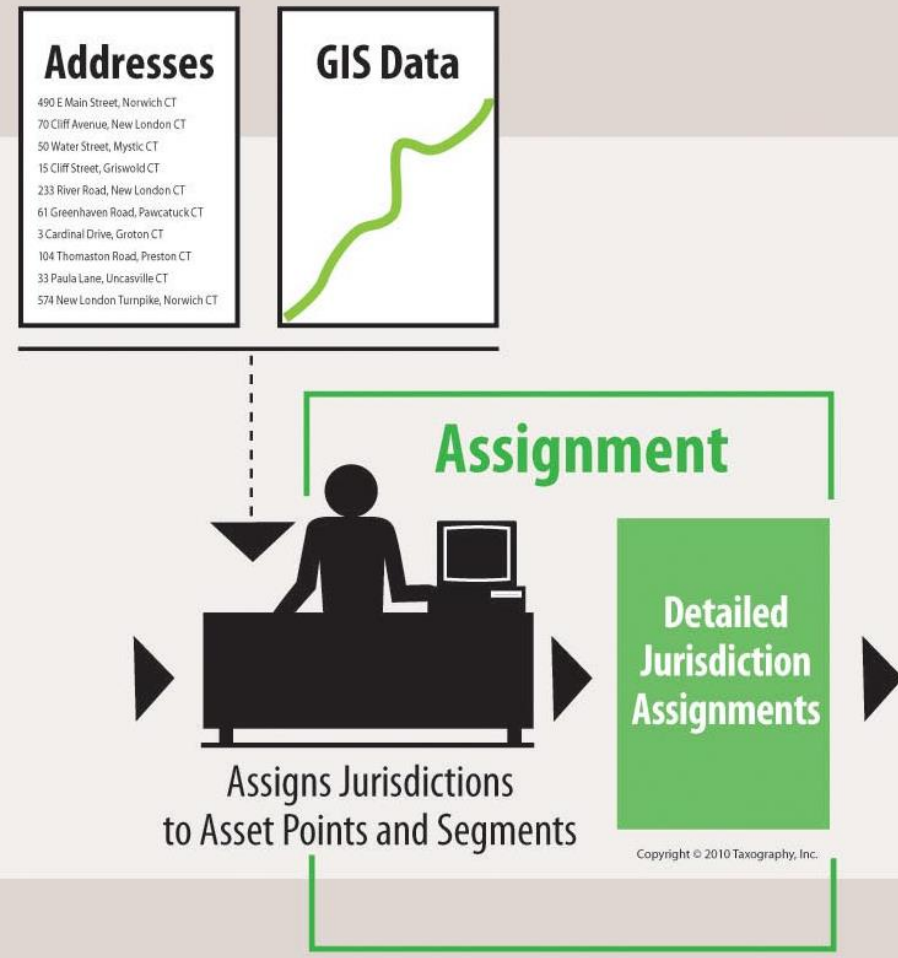 Addresses
490 E Main Street, Norwich CT
70 Cliff Avenue, New London CT
50 Water Street, Mystic CT
15 Cliff Street, Griswold CT
233 River Road, New London CT
61 Greenhaven Road, Pawcatuck CT
3 Cardinal Drive, Groton CT
104 Thomaston Road, Preston CT
33 Paula Lane, Uncasville CT
574 New London Turnpike, Norwich CT
GIS Data
Assignment
Assigns Jurisdictions
to Asset Points and Segments
Detailed
Jurisdiction
Assignments
Copyright © 2010 Taxography, Inc.